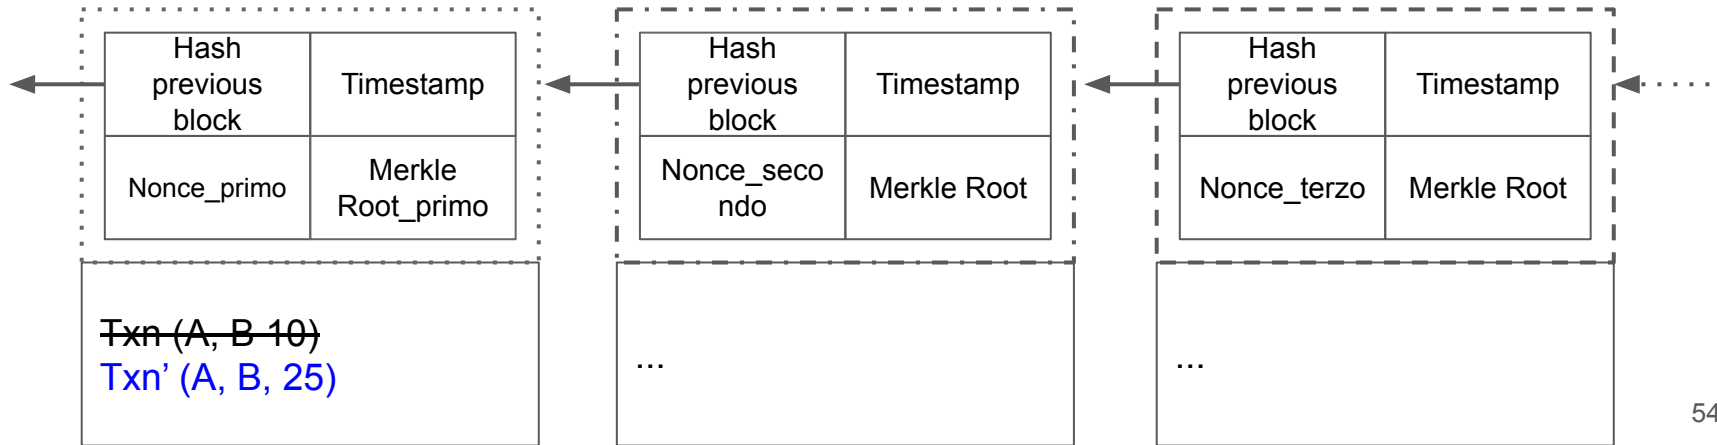 Hash
previous
block
Timestamp
Nonce_primo
Merkle
Root_primo
Hash
previous
block
Timestamp
Nonce_seco
ndo
Merkle Root
Hash
previous
block
Timestamp
Nonce_terzo
Merkle Root
Txn (A, B 10)
Txn’ (A, B, 25)
...
...
54